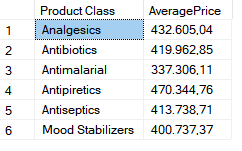 Product Class AveragePrice
1 Analgesics 432.605,04
2 Antibiotics 419.962,85
3 Antimalarial 337.306,11
4 Antipiretics 470.344,76
5 Antiseptics 413.738,71
6 Mood Stabilizers 400.737,37